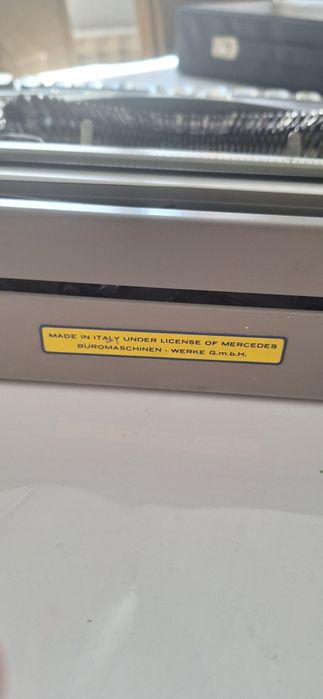 MADE IN ITALY UNDER LICENSE OF MERCEDES
BÜROMASCHINEN - WERKE G.m.b.H.